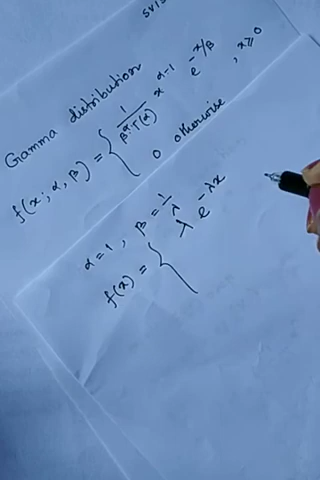 Gamma distribution
f(x; α, β) = { 1/(β^α · Γ(α)) x^(α-1) e^(-x/β) , x ≥ 0
0 otherwise
α = 1, β = 1/λ
f(x) = { λ e^(-λx)